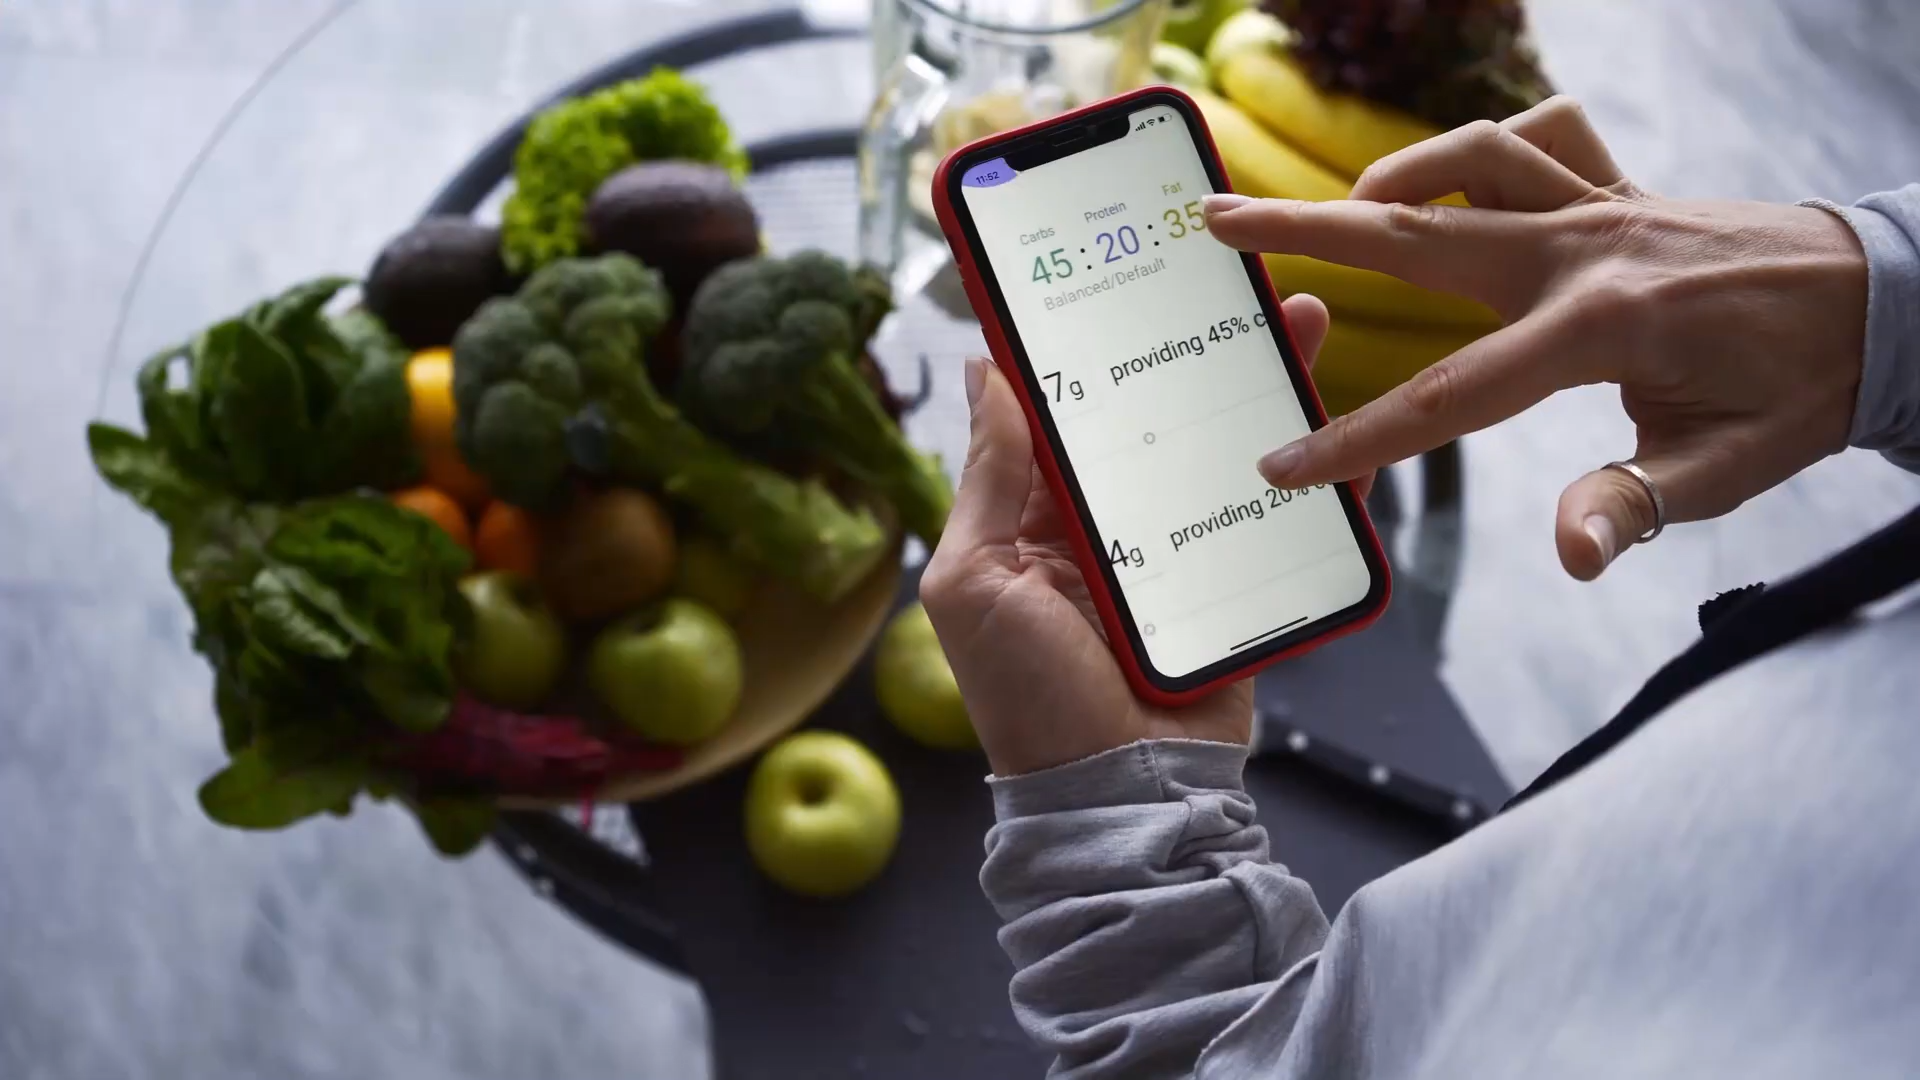 11:52
Carbs Protein Fat
45 : 20 : 35
Balanced/Default
7g providing 45%
4g providing 20%